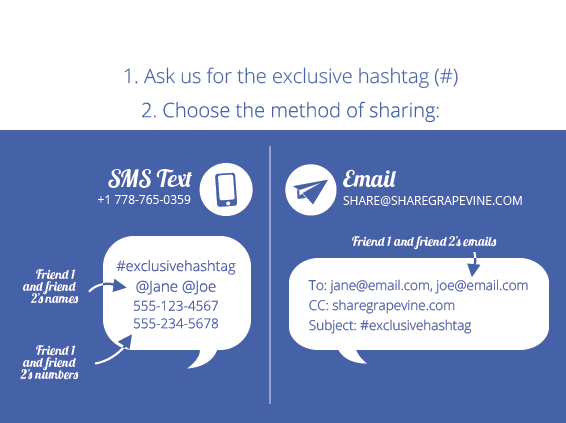 1. Ask us for the exclusive hashtag (#)
2. Choose the method of sharing:
SMS Text
+1 778-765-0359
#exclusivehashtag
@Jane @Joe
555-123-4567
555-234-5678
Friend 1
and friend
2's names
Friend 1
and friend
2's numbers
Email
SHARE@SHAREGRAPEVINE.COM
Friend 1 and friend 2's emails
To: jane@email.com, joe@email.com
CC: sharegrapevine.com
Subject: #exclusivehashtag